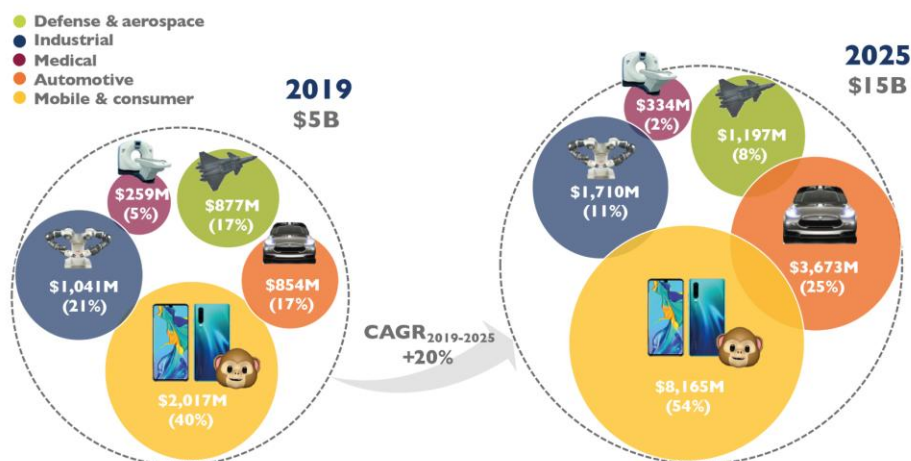 Defense & aerospace
Industrial
Medical
Automotive
Mobile & consumer
2019
$5B
$259M
(5%)
$877M
(17%)
$1,041M
(21%)
$854M
(17%)
$2,017M
(40%)
CAGR2019-2025
+20%
2025
$15B
$334M
(2%)
$1,197M
(8%)
$1,710M
(11%)
$3,673M
(25%)
$8,165M
(54%)